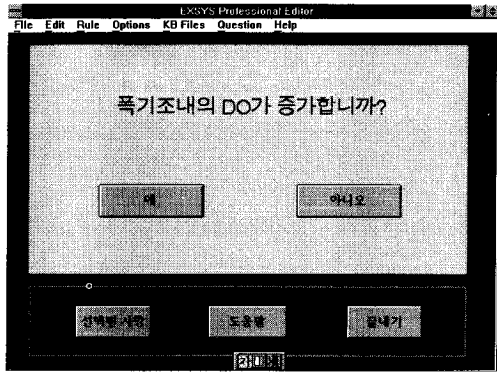 EXSYS Professional Editor
File Edit Rule Options KB Files Question Help
폭기조내의 DO가 증가합니까?
예 아니오
선택된 사항 도움말 끝내기